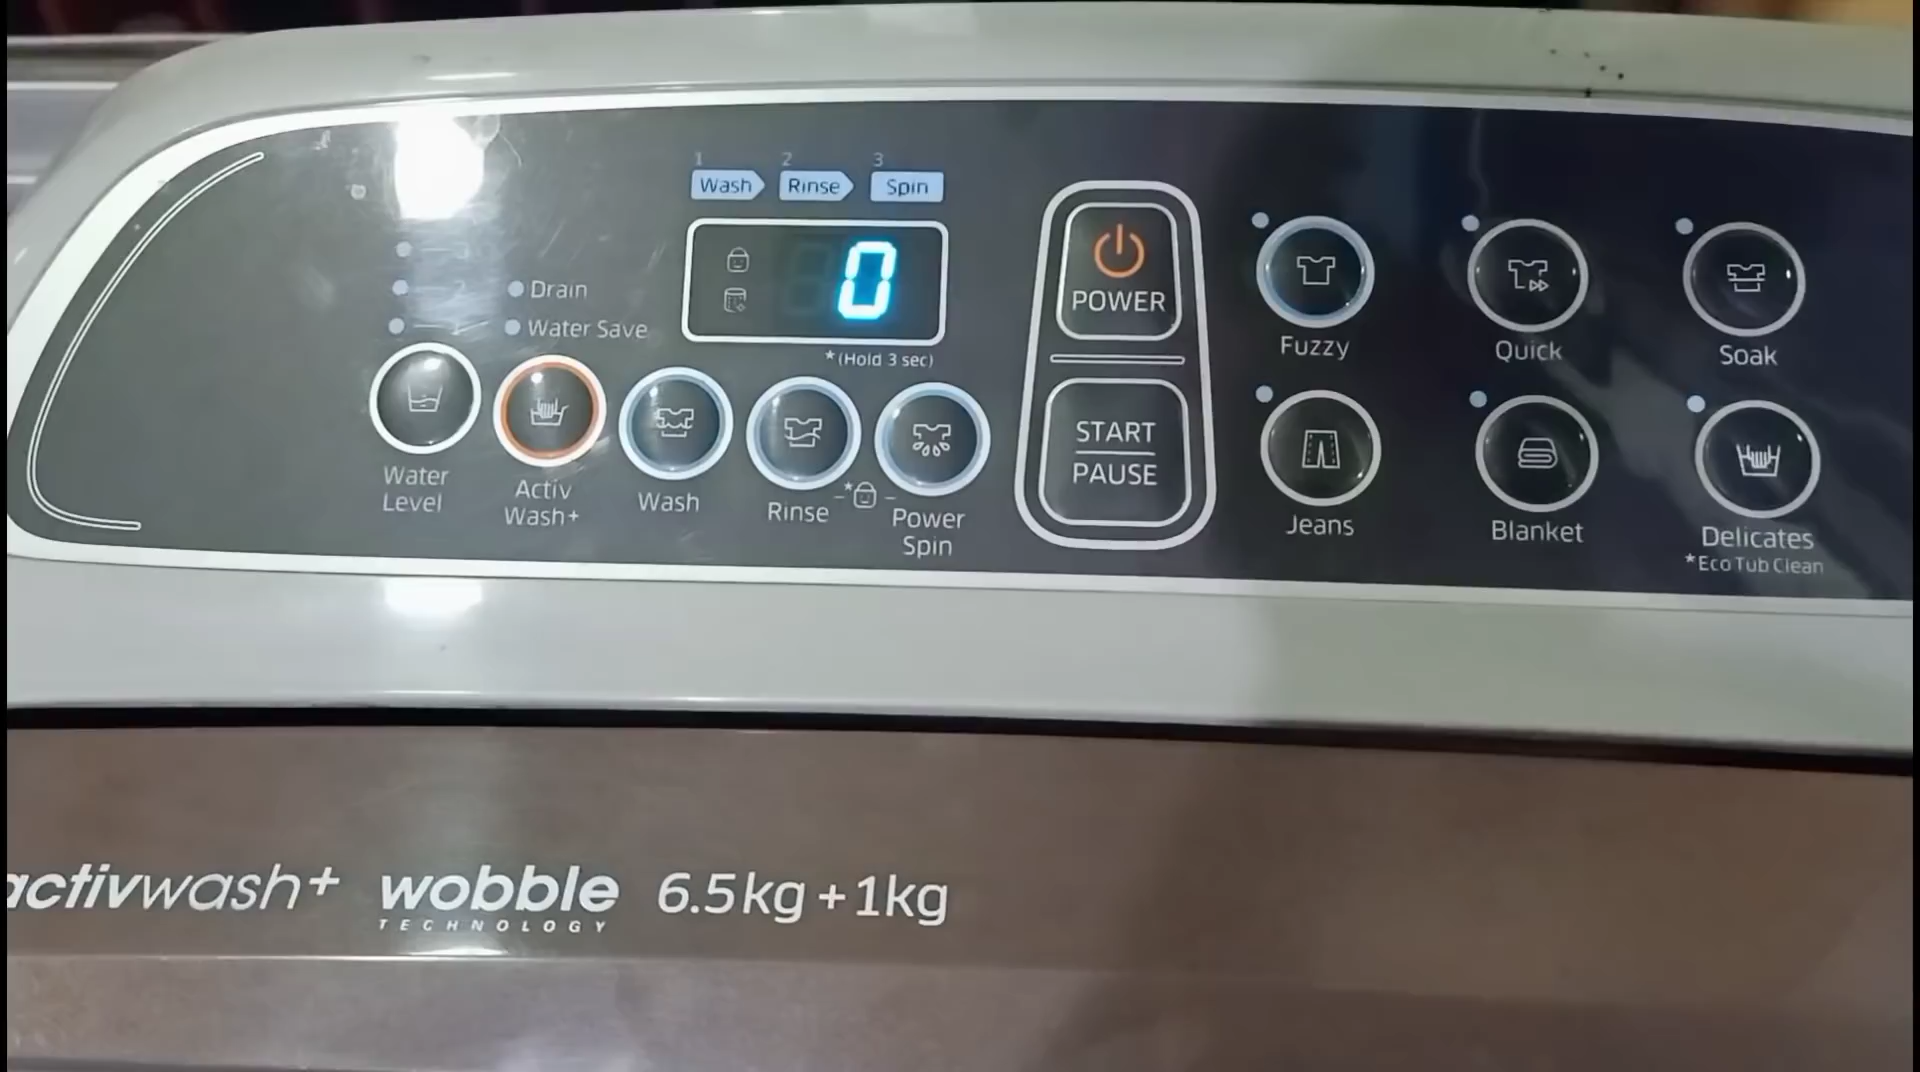 1 2 3
Wash Rinse Spin
2
Drain
Water Save
0
*(Hold 3 sec)
Water
Level
Activ
Wash+
Wash
Rinse
-*
-
Power
Spin
POWER
START
PAUSE
Fuzzy
Quick
Soak
Jeans
Blanket
Delicates
*Eco Tub Clean
activwash+ wobble 6.5kg+1kg
TECHNOLOGY